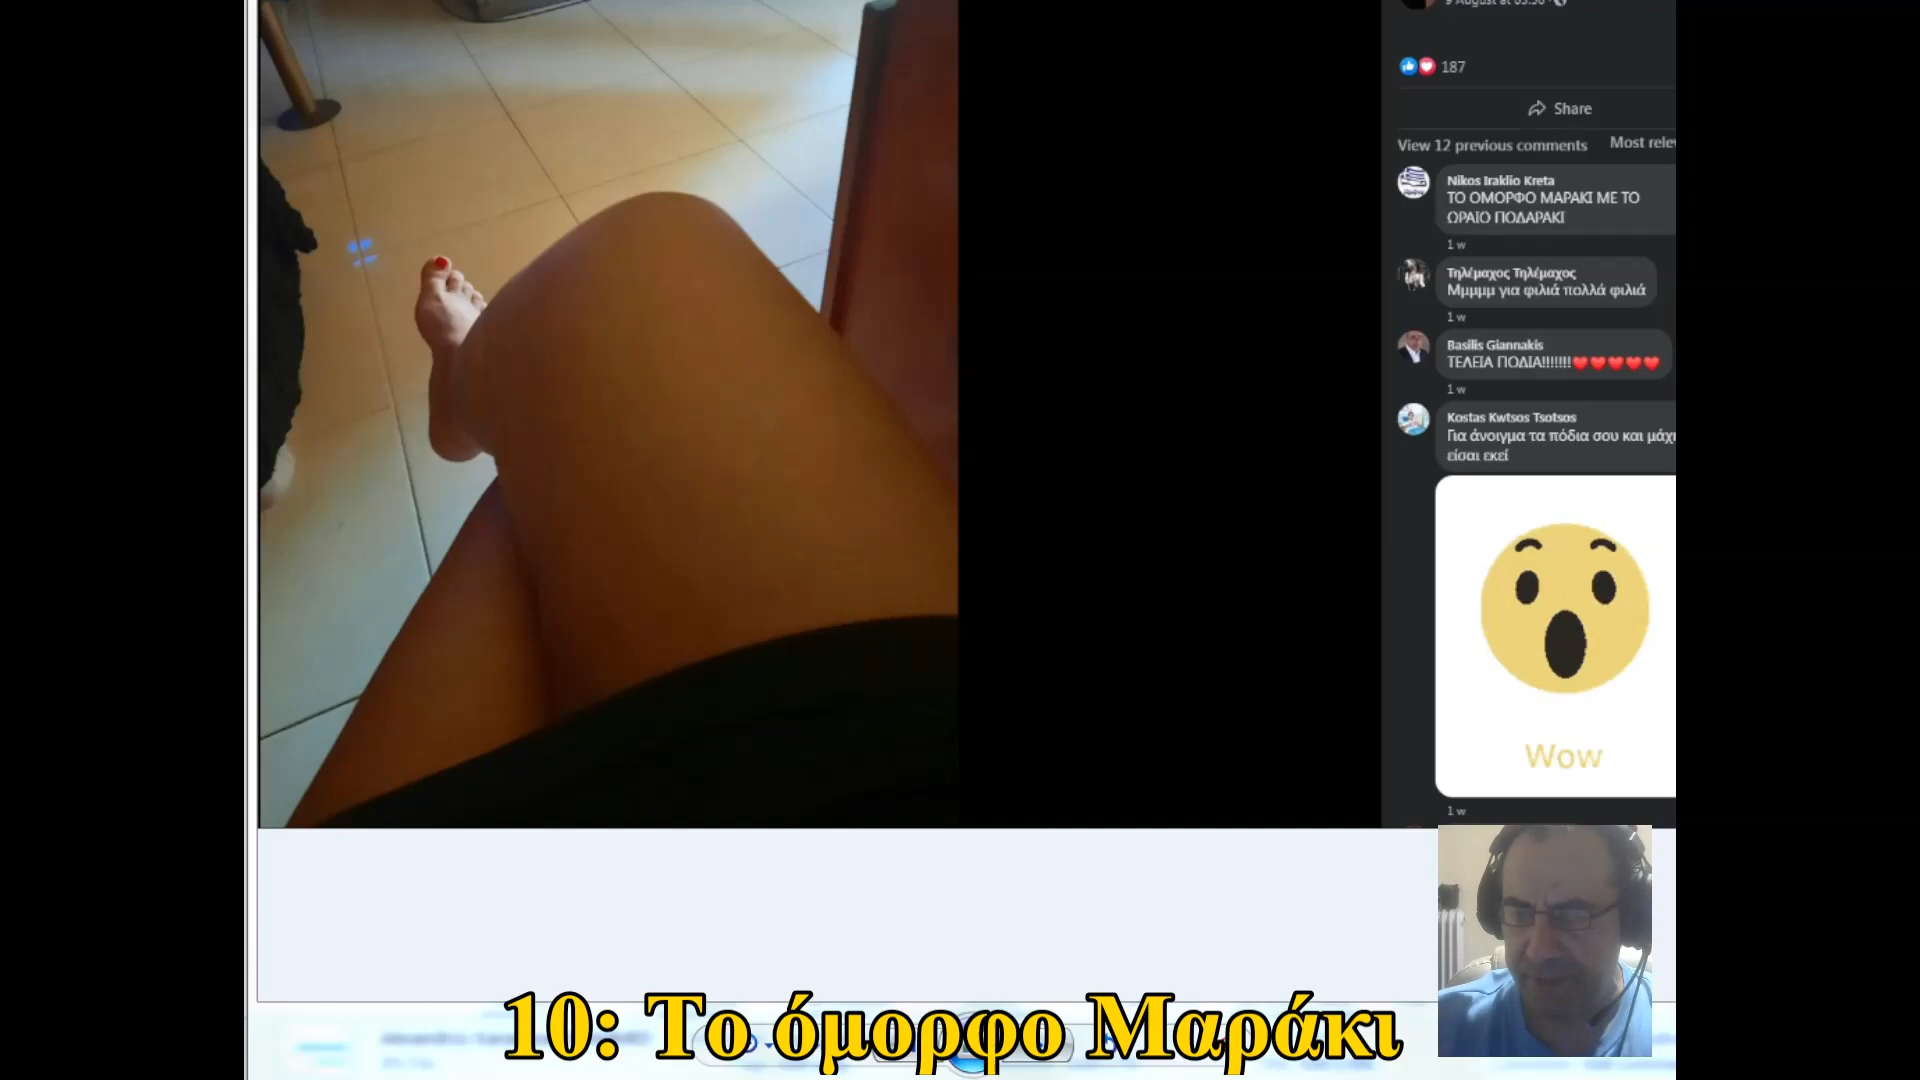 187
Share
View 12 previous comments
Most rele
Nikos Iraklio Kreta
ΤΟ ΟΜΟΡΦΟ ΜΑΡΑΚΙ ΜΕ ΤΟ
ΩΡΑΙΟ ΠΟΔΑΡΑΚΙ
1 w
Τηλέμαχος Τηλέμαχος
Μμμμμ για φιλιά πολλά φιλιά
1 w
Basilis Giannakis
ΤΕΛΕΙΑ ΠΟΔΙΑ!!!!!!!❤❤❤❤❤
1 w
Kostas Kwtsos Tsotsos
Για άνοιγμα τα πόδια σου και μάχη
είσαι εκεί
Wow
1 w
10: Το όμορφο Μαράκι